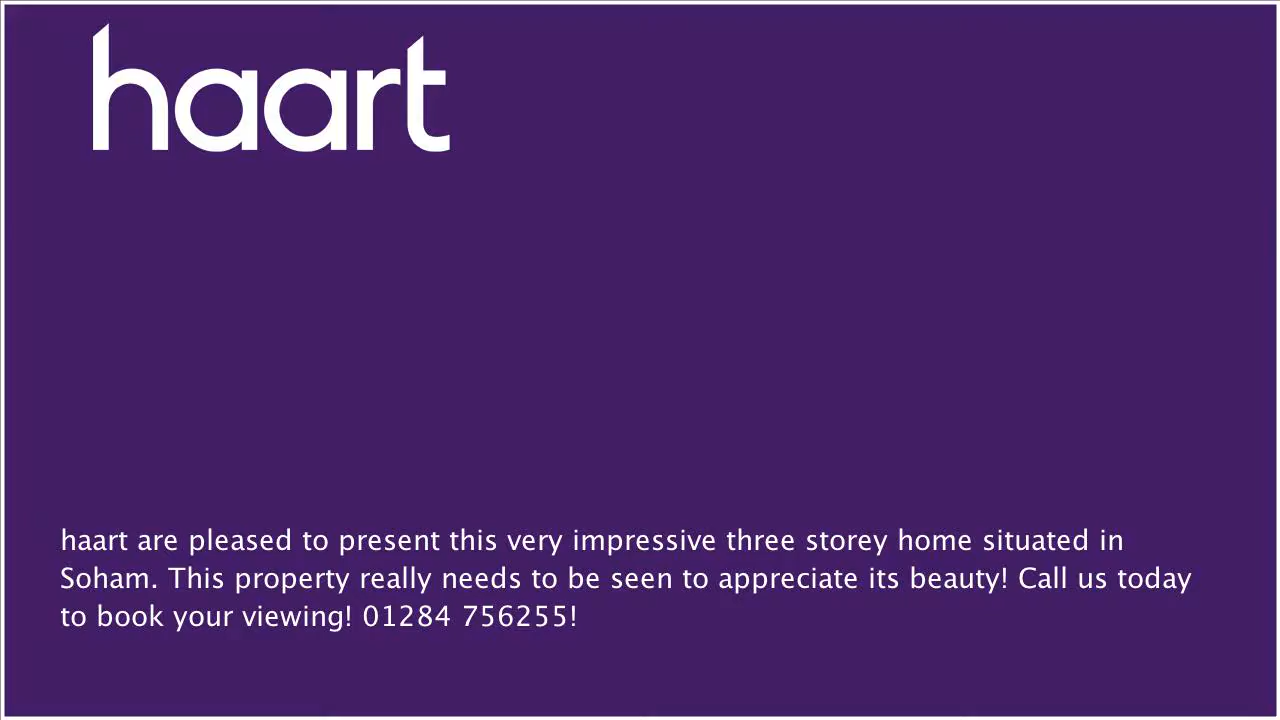 haart
haart are pleased to present this very impressive three storey home situated in
Soham. This property really needs to be seen to appreciate its beauty! Call us today
to book your viewing! 01284 756255!